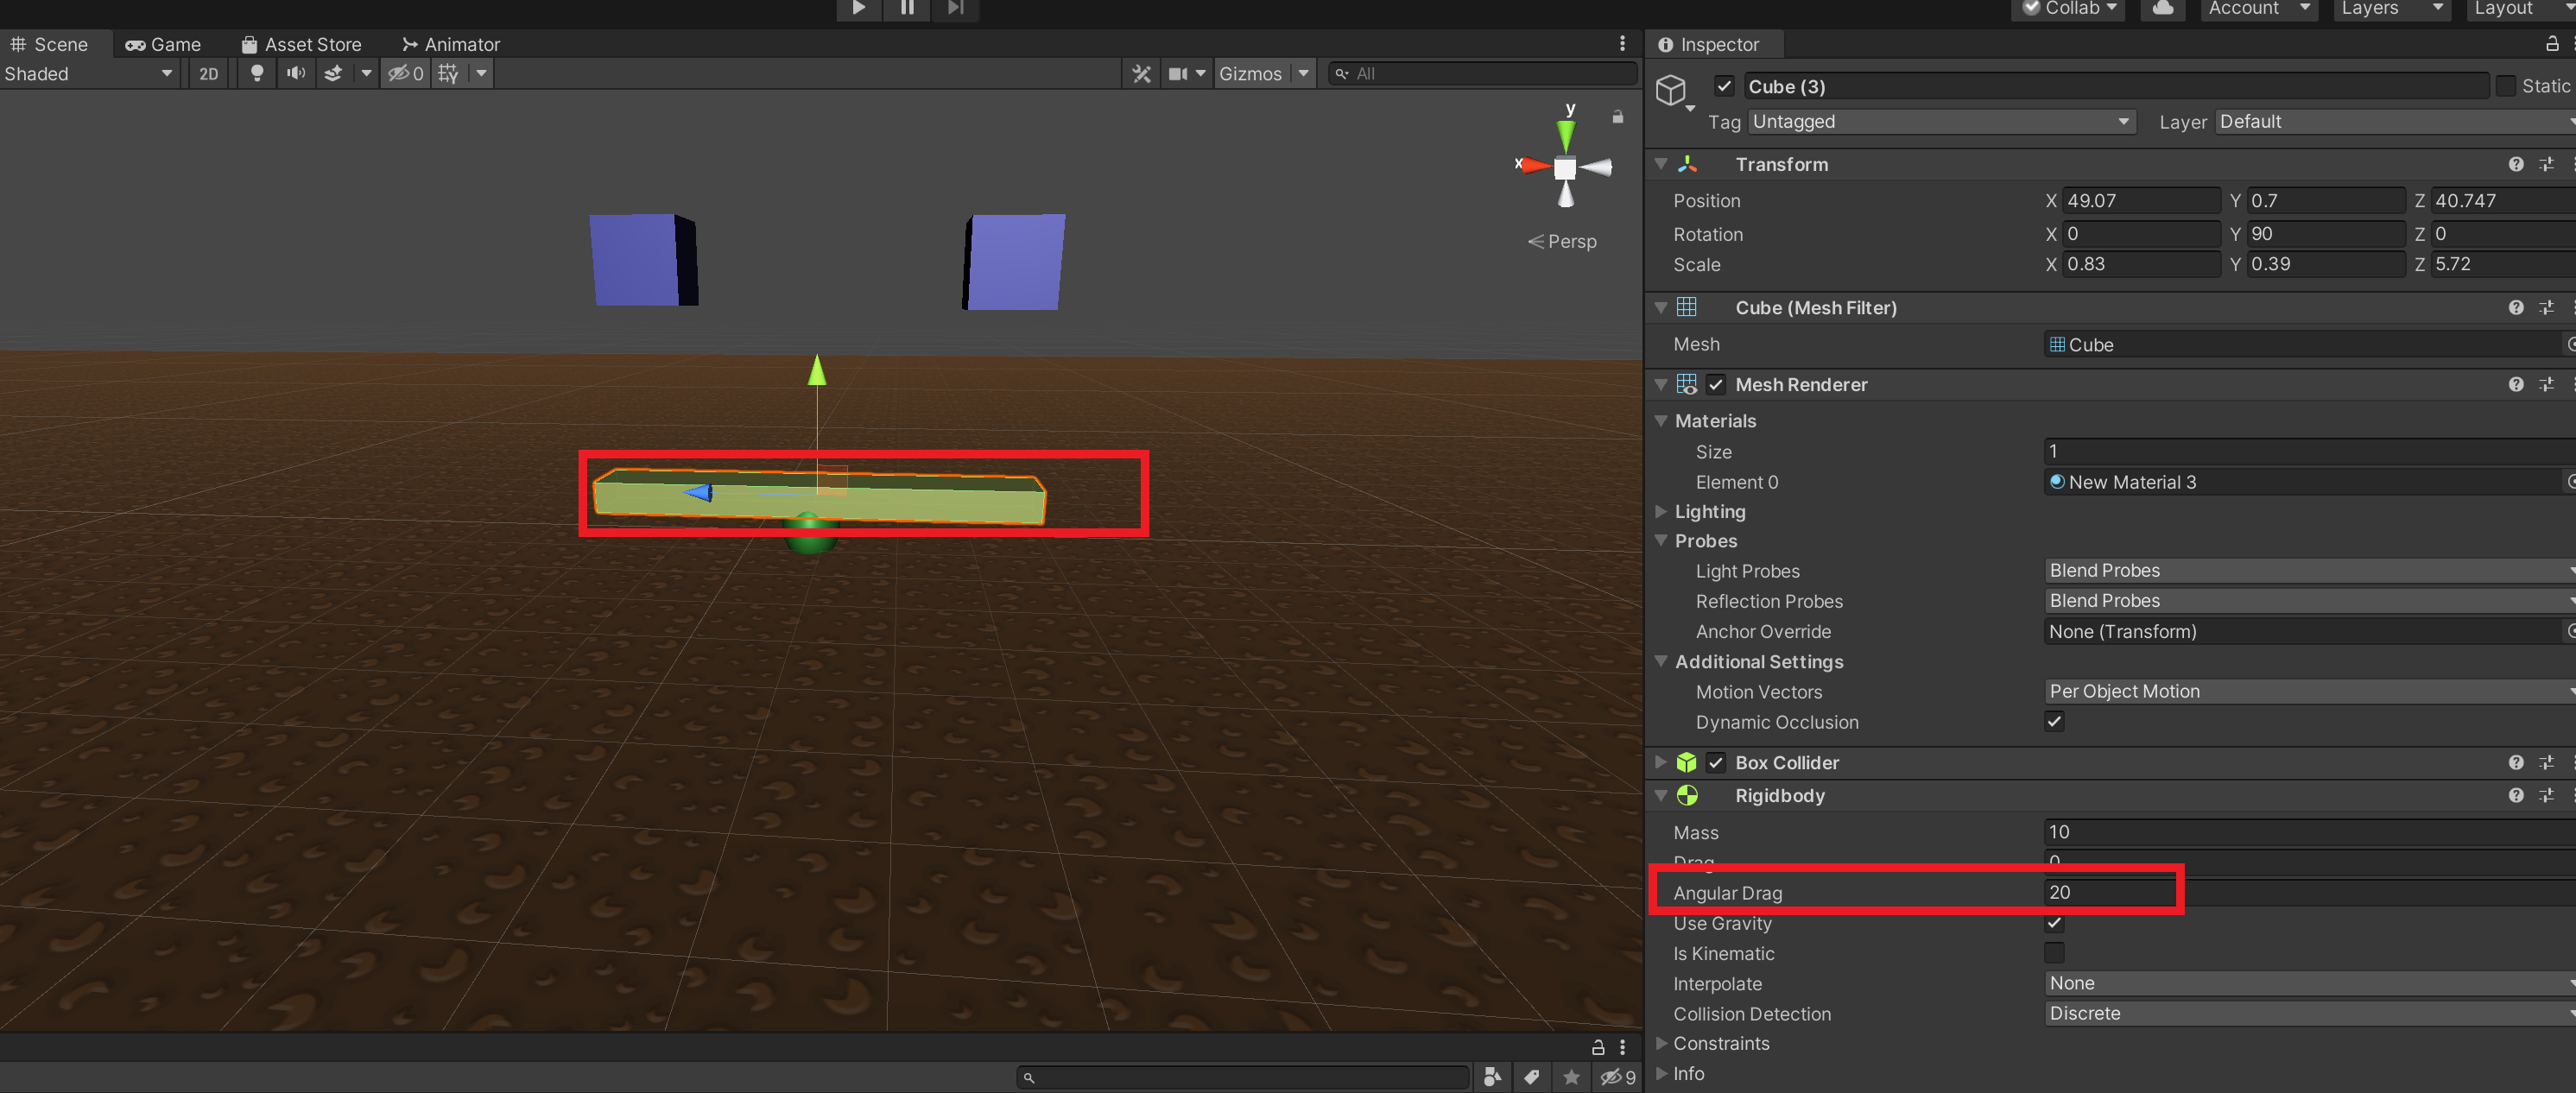 Collab
Account
Layers
Layout
Scene
Game
Asset Store
Animator
Shaded
2D
0
Gizmos
All
y
x
Persp
Inspector
Cube (3)
Static
Tag Untagged Layer Default
Transform
Position X 49.07 Y 0.7 Z 40.747
Rotation X 0 Y 90 Z 0
Scale X 0.83 Y 0.39 Z 5.72
Cube (Mesh Filter)
Mesh Cube
Mesh Renderer
Materials
Size 1
Element 0 New Material 3
Lighting
Probes
Light Probes Blend Probes
Reflection Probes Blend Probes
Anchor Override None (Transform)
Additional Settings
Motion Vectors Per Object Motion
Dynamic Occlusion
Box Collider
Rigidbody
Mass 10
Drag 0
Angular Drag 20
Use Gravity
Is Kinematic
Interpolate None
Collision Detection Discrete
Constraints
Info
9